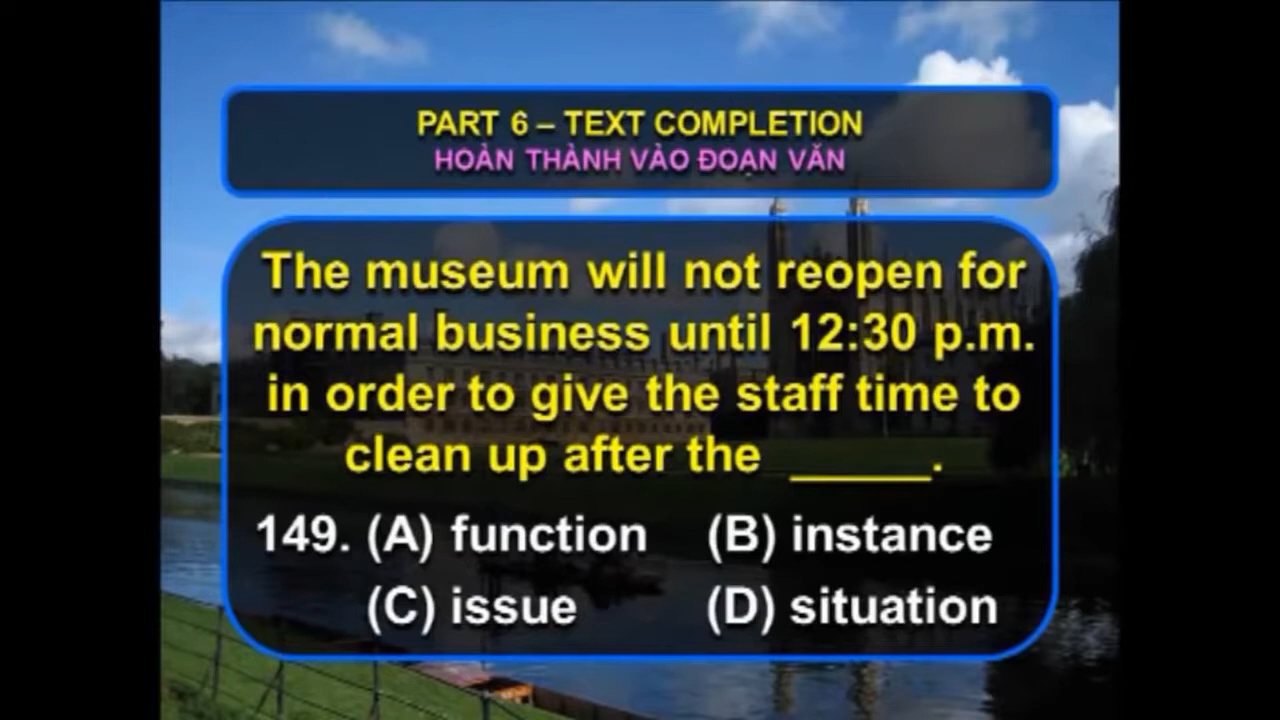 PART 6 – TEXT COMPLETION
HOÀN THÀNH VÀO ĐOẠN VĂN
The museum will not reopen for
normal business until 12:30 p.m.
in order to give the staff time to
clean up after the _____.
149. (A) function (B) instance
(C) issue (D) situation